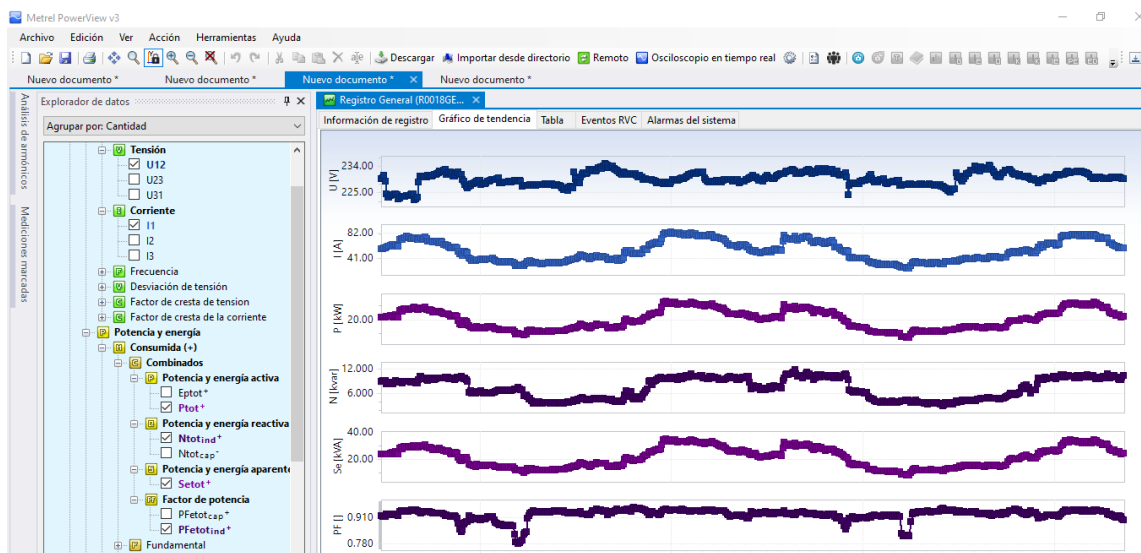 Metrel PowerView v3
Archivo Edición Ver Acción Herramientas Ayuda
Descargar Importar desde directorio Remoto Osciloscopio en tiempo real
Nuevo documento * Nuevo documento * Nuevo documento * Nuevo documento *
Análisis de armónicos
Mediciones marcadas
Explorador de datos
Agrupar por: Cantidad
Tensión
U12
U23
U31
Corriente
I1
I2
I3
Frecuencia
Desviación de tensión
Factor de cresta de tension
Factor de cresta de la corriente
Potencia y energía
Consumida (+)
Combinados
Potencia y energía activa
Eptot+
Ptot+
Potencia y energía reactiva
Ntotind+
Ntotcap-
Potencia y energía aparente
Setot+
Factor de potencia
PFetotcap+
PFetotind+
Fundamental
Registro General (R0018GE...
Información de registro Gráfico de tendencia Tabla Eventos RVC Alarmas del sistema
U [V]
234.00
225.00
I [A]
82.00
41.00
P [kW]
20.00
N [kvar]
12.000
6.000
Se [kVA]
40.00
20.00
PF []
0.910
0.780